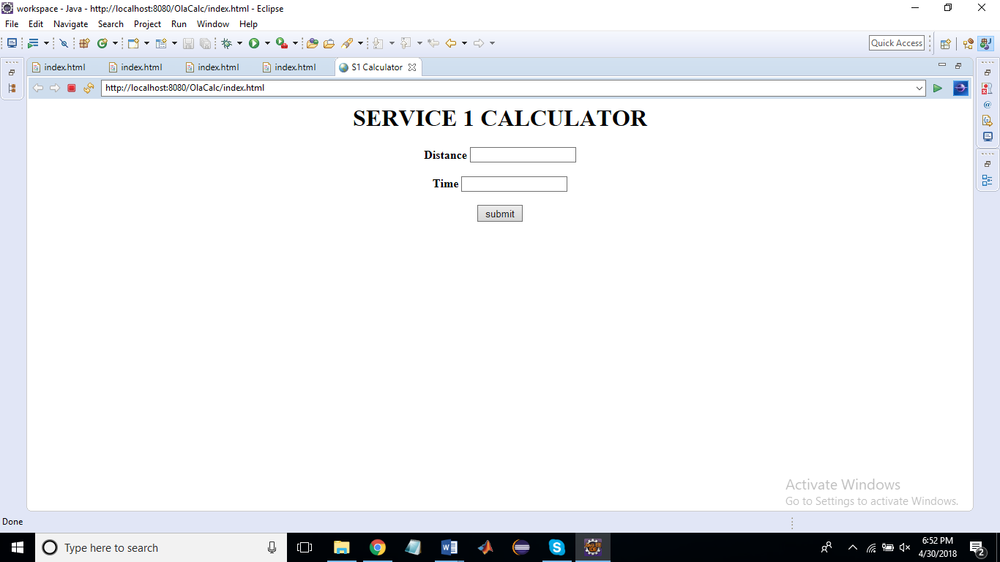 workspace - Java - http://localhost:8080/OlaCalc/index.html - Eclipse
File Edit Navigate Search Project Run Window Help
Quick Access
index.html index.html index.html index.html S1 Calculator
http://localhost:8080/OlaCalc/index.html
SERVICE 1 CALCULATOR
Distance
Time
submit
Activate Windows
Go to Settings to activate Windows.
Done
Type here to search
6:52 PM
4/30/2018
2